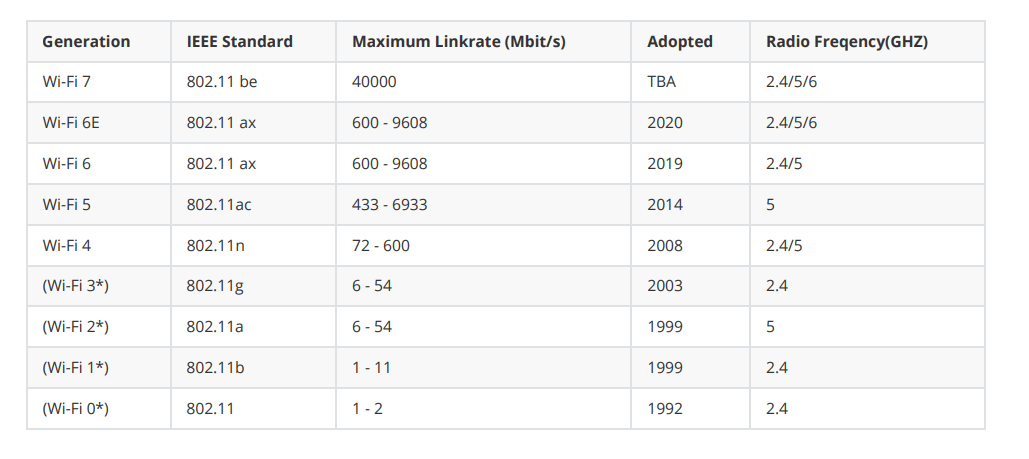 Generation IEEE Standard Maximum Linkrate (Mbit/s) Adopted Radio Freqency(GHZ)
Wi-Fi 7 802.11 be 40000 TBA 2.4/5/6
Wi-Fi 6E 802.11 ax 600 - 9608 2020 2.4/5/6
Wi-Fi 6 802.11 ax 600 - 9608 2019 2.4/5
Wi-Fi 5 802.11ac 433 - 6933 2014 5
Wi-Fi 4 802.11n 72 - 600 2008 2.4/5
(Wi-Fi 3*) 802.11g 6 - 54 2003 2.4
(Wi-Fi 2*) 802.11a 6 - 54 1999 5
(Wi-Fi 1*) 802.11b 1 - 11 1999 2.4
(Wi-Fi 0*) 802.11 1 - 2 1992 2.4